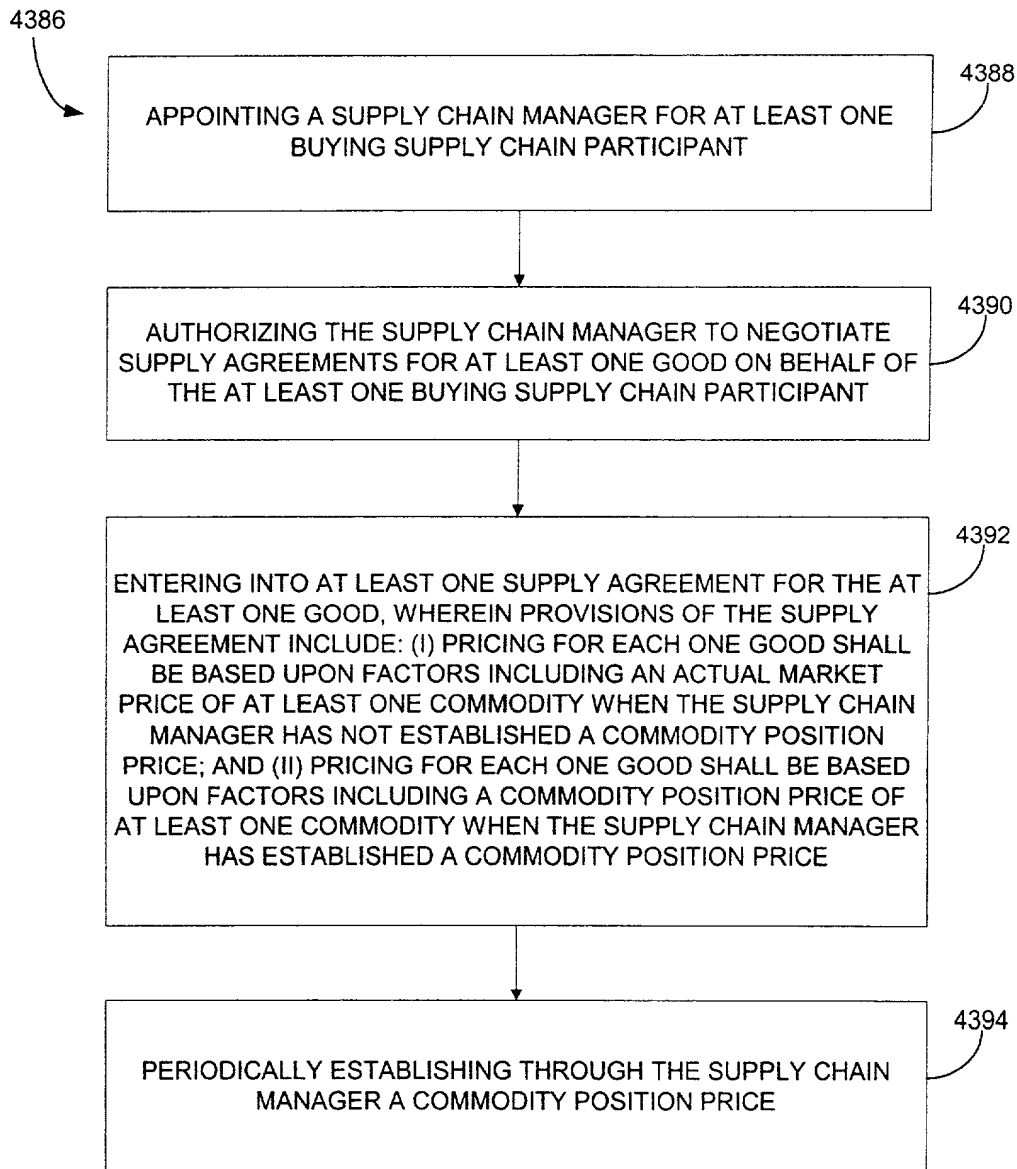 4386
4388
APPOINTING A SUPPLY CHAIN MANAGER FOR AT LEAST ONE
BUYING SUPPLY CHAIN PARTICIPANT
4390
AUTHORIZING THE SUPPLY CHAIN MANAGER TO NEGOTIATE
SUPPLY AGREEMENTS FOR AT LEAST ONE GOOD ON BEHALF OF
THE AT LEAST ONE BUYING SUPPLY CHAIN PARTICIPANT
4392
ENTERING INTO AT LEAST ONE SUPPLY AGREEMENT FOR THE AT
LEAST ONE GOOD, WHEREIN PROVISIONS OF THE SUPPLY
AGREEMENT INCLUDE: (I) PRICING FOR EACH ONE GOOD SHALL
BE BASED UPON FACTORS INCLUDING AN ACTUAL MARKET
PRICE OF AT LEAST ONE COMMODITY WHEN THE SUPPLY CHAIN
MANAGER HAS NOT ESTABLISHED A COMMODITY POSITION
PRICE; AND (II) PRICING FOR EACH ONE GOOD SHALL BE BASED
UPON FACTORS INCLUDING A COMMODITY POSITION PRICE OF
AT LEAST ONE COMMODITY WHEN THE SUPPLY CHAIN MANAGER
HAS ESTABLISHED A COMMODITY POSITION PRICE
4394
PERIODICALLY ESTABLISHING THROUGH THE SUPPLY CHAIN
MANAGER A COMMODITY POSITION PRICE